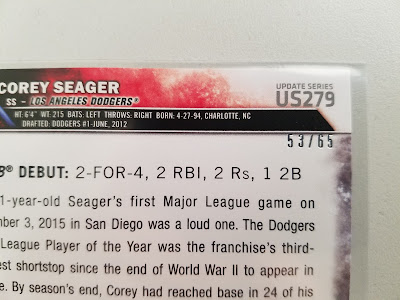 COREY SEAGER
UPDATE SERIES
SS – LOS ANGELES DODGERS®
US279
HT: 6'4" WT: 215 BATS: LEFT THROWS: RIGHT BORN: 4-27-94, CHARLOTTE, NC
DRAFTED: DODGERS #1-JUNE, 2012
53/65
® DEBUT: 2-FOR-4, 2 RBI, 2 Rs, 1 2B
1-year-old Seager's first Major League game on
3, 2015 in San Diego was a loud one. The Dodgers
League Player of the Year was the franchise's third-
shortstop since the end of World War II to appear in
By season's end, Corey had reached base in 24 of his